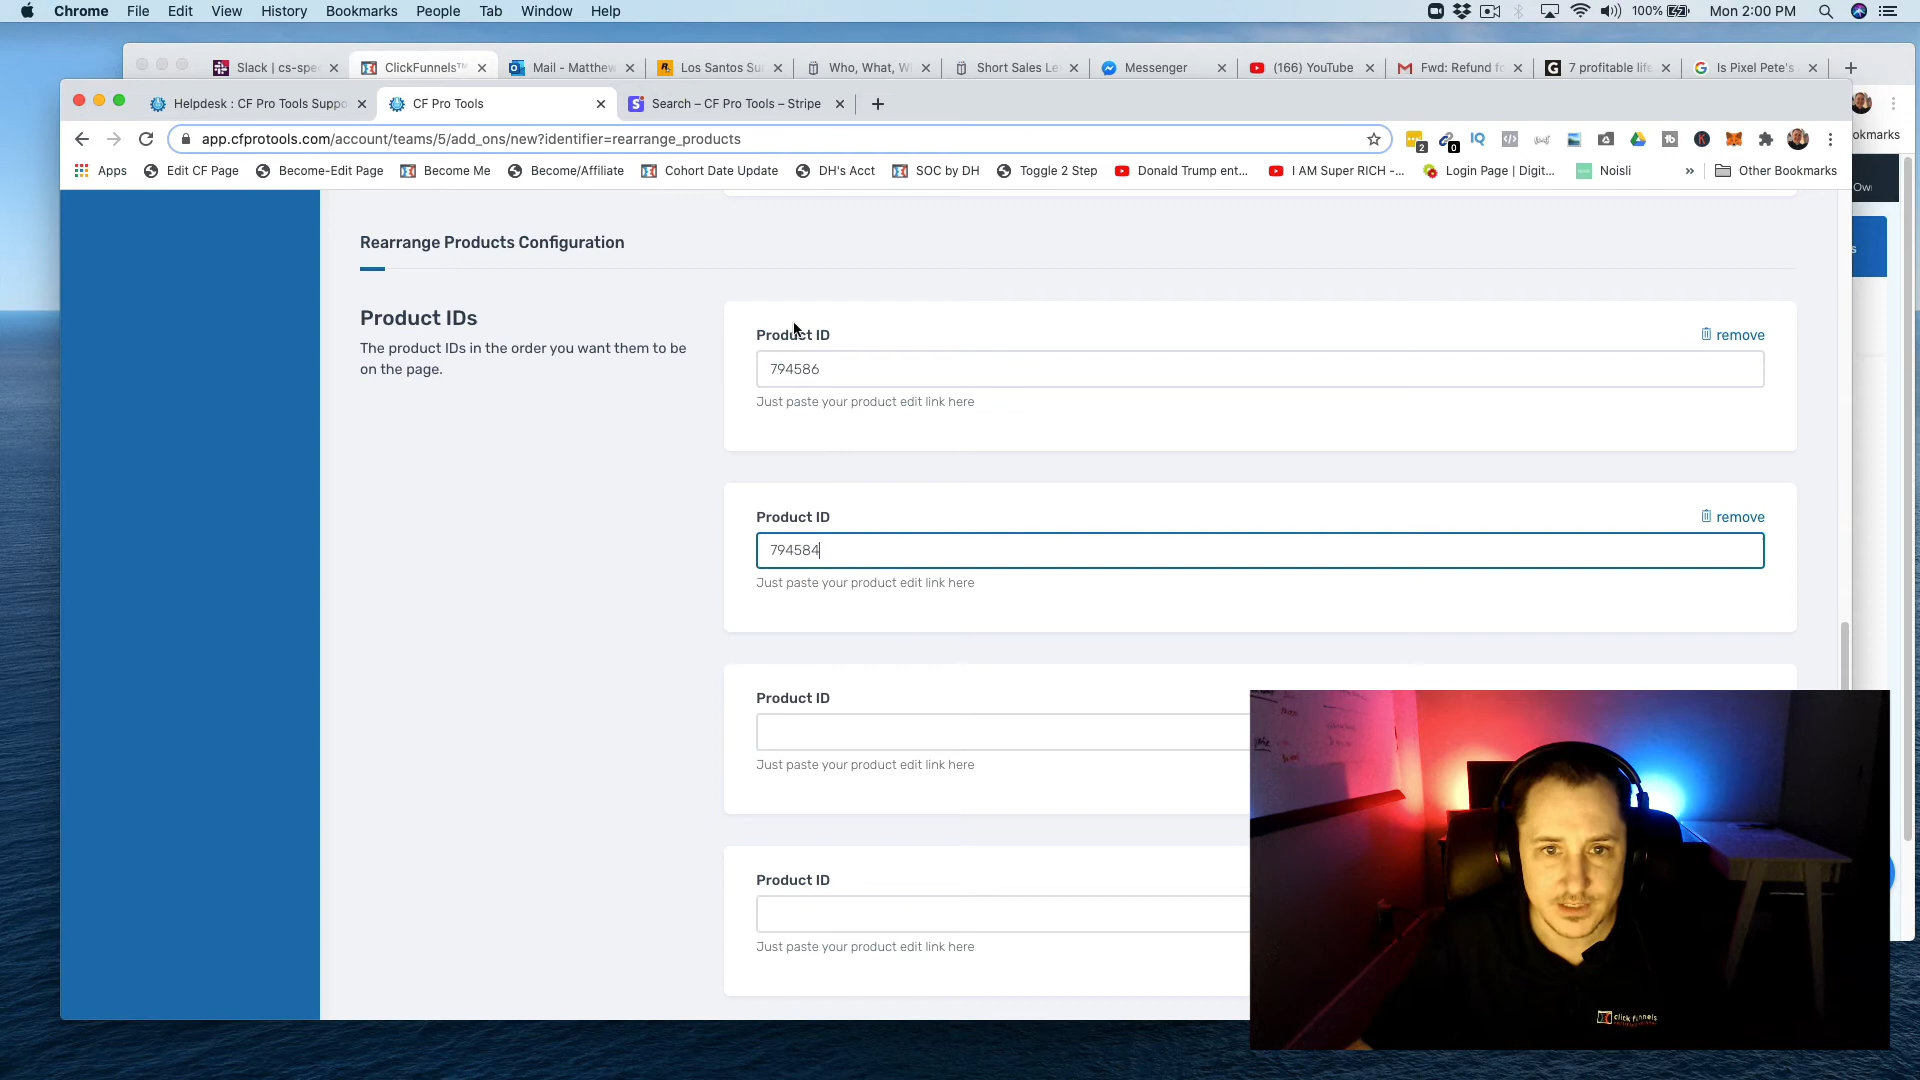 Chrome File Edit View History Bookmarks People Tab Window Help
100% Mon 2:00 PM
Slack | cs-spe
ClickFunnels™
Mail - Matthew
Los Santos Su
Who, What, W
Short Sales Le
Messenger
(166) YouTube
Fwd: Refund fo
7 profitable life
Is Pixel Pete's
Helpdesk : CF Pro Tools Suppo
CF Pro Tools
Search – CF Pro Tools – Stripe
app.cfprotools.com/account/teams/5/add_ons/new?identifier=rearrange_products
2
0
IQ
okmarks
Apps
Edit CF Page
Become-Edit Page
Become Me
Become/Affiliate
Cohort Date Update
DH's Acct
SOC by DH
Toggle 2 Step
Donald Trump ent...
I AM Super RICH -...
Login Page | Digit...
Noisli
»
Other Bookmarks
Rearrange Products Configuration
Product IDs
The product IDs in the order you want them to be
on the page.
Product ID
remove
794586
Just paste your product edit link here
Product ID
remove
794584
Just paste your product edit link here
Product ID
Just paste your product edit link here
Product ID
Just paste your product edit link here
click funnels